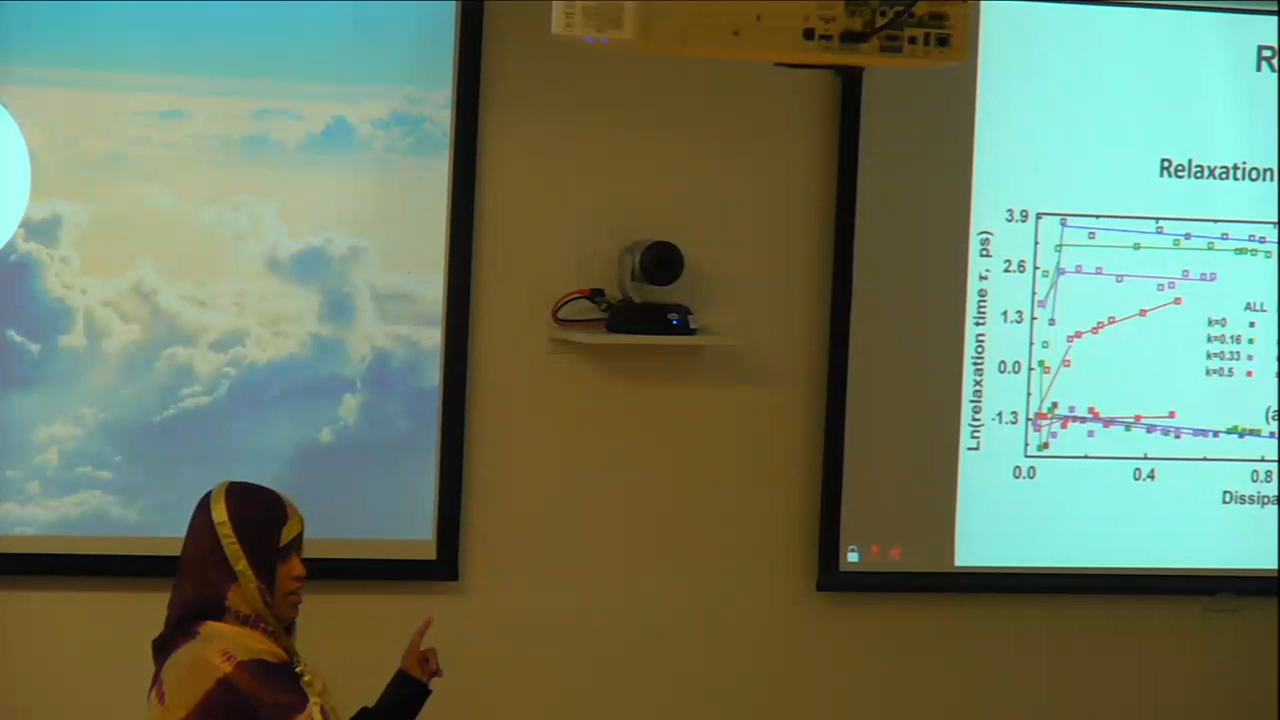 R
Relaxation
Ln(relaxation time τ, ps)
3.9
2.6
1.3
0.0
-1.3
ALL
k=0
k=0.16
k=0.33
k=0.5
(a
0.0 0.4 0.8
Dissipa